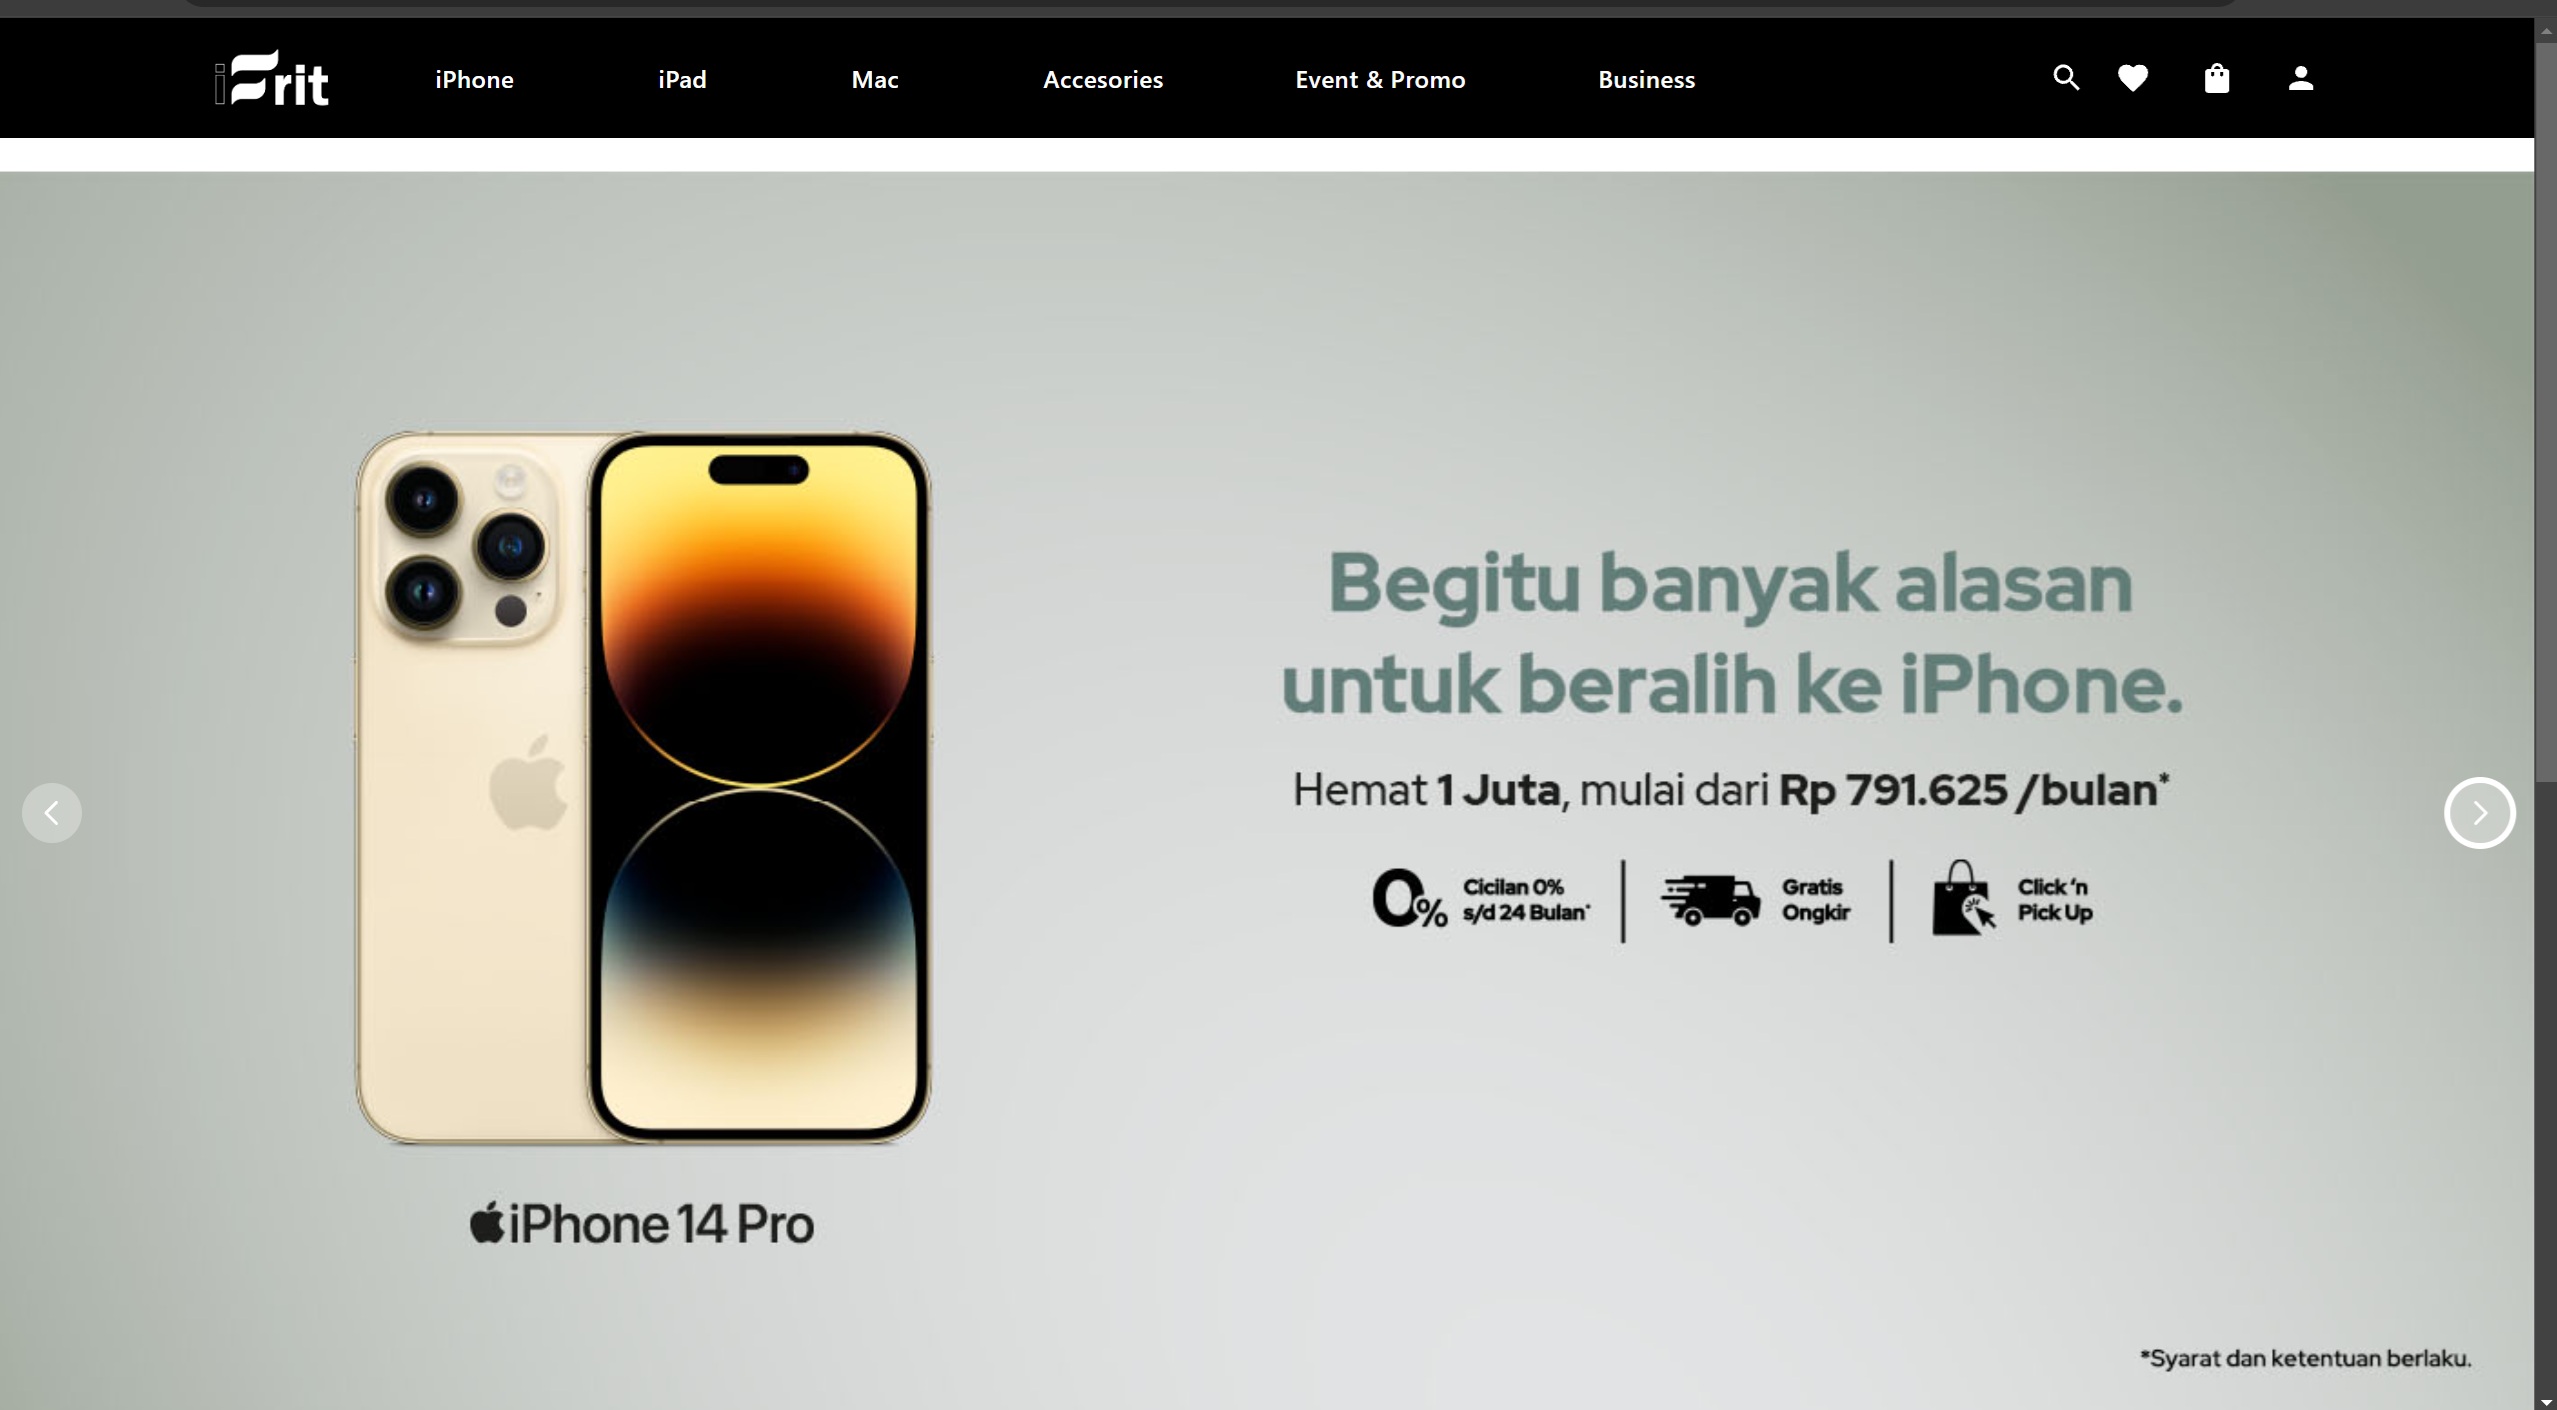 iFrit
iPhone
iPad
Mac
Accesories
Event & Promo
Business
Begitu banyak alasan
untuk beralih ke iPhone.
Hemat 1 Juta, mulai dari Rp 791.625 /bulan*
0%
Cicilan 0%
s/d 24 Bulan*
Gratis
Ongkir
Click 'n
Pick Up
iPhone 14 Pro
*Syarat dan ketentuan berlaku.